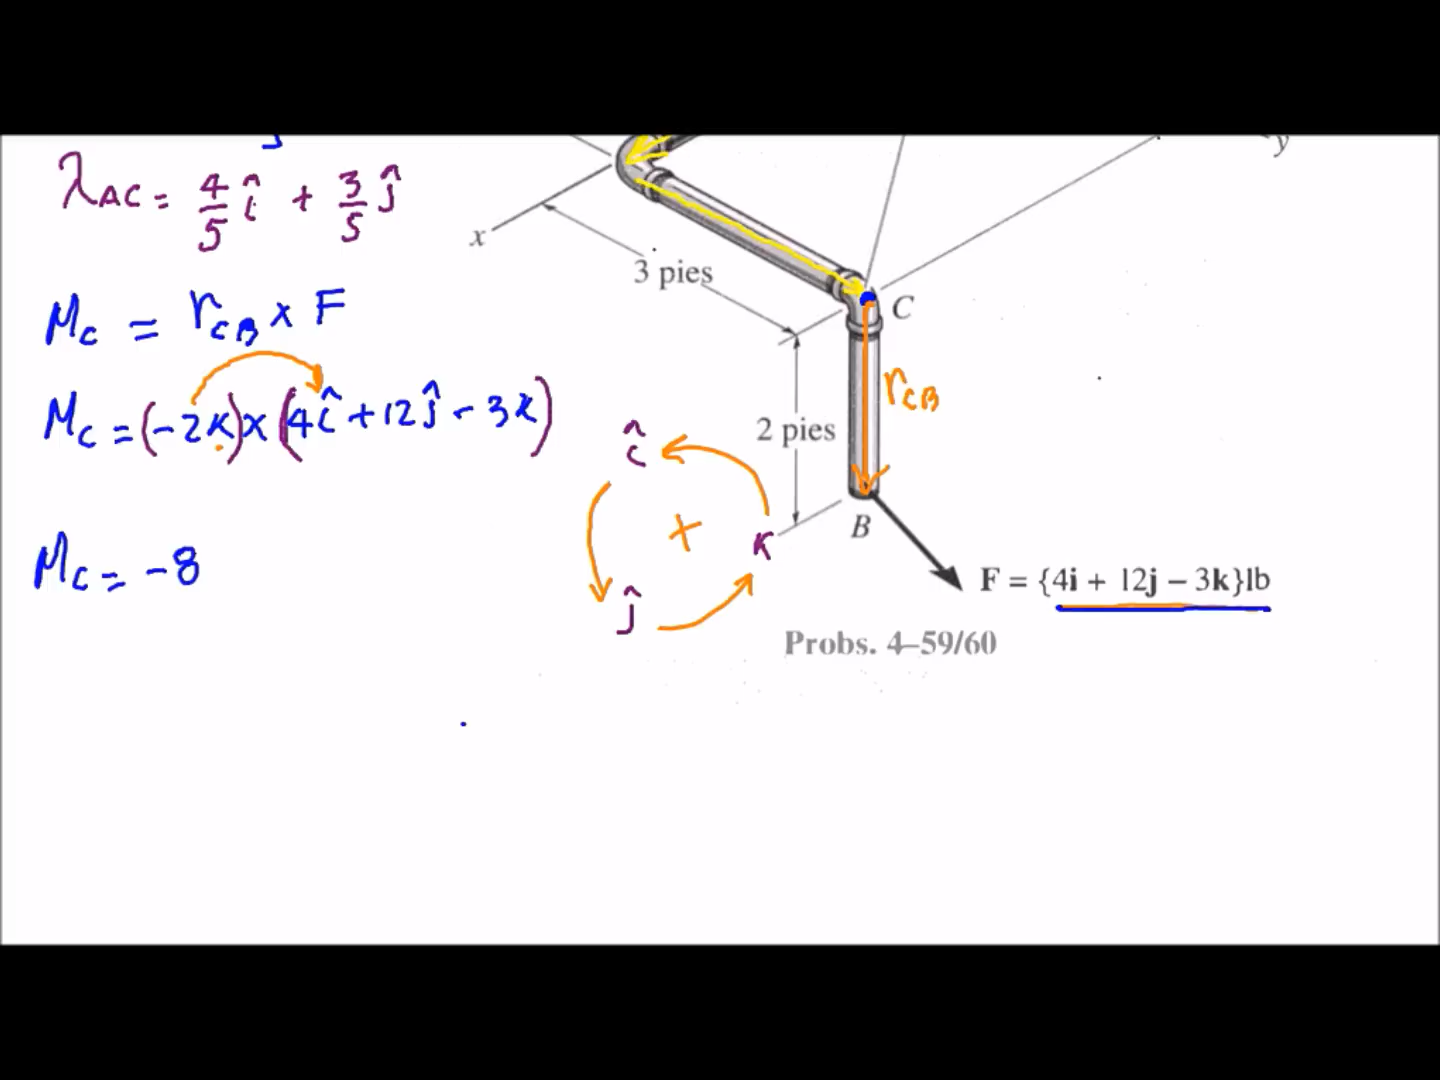 λAC = 4/5 î + 3/5 ĵ
y
x
3 pies
Mc = rCB x F
C
rCB
Mc = (-2k)x(4î+12ĵ-3k)
2 pies
î
+
k
ĵ
B
Mc = -8
F = {4i + 12j − 3k}lb
Probs. 4–59/60